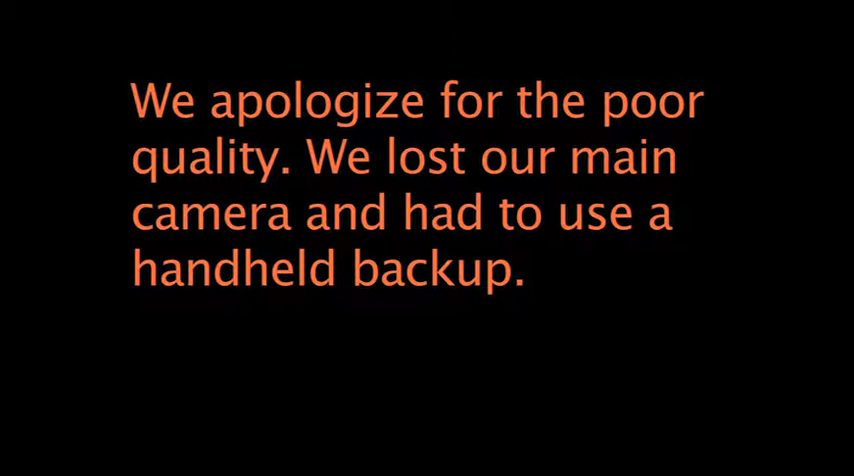 We apologize for the poor
quality. We lost our main
camera and had to use a
handheld backup.